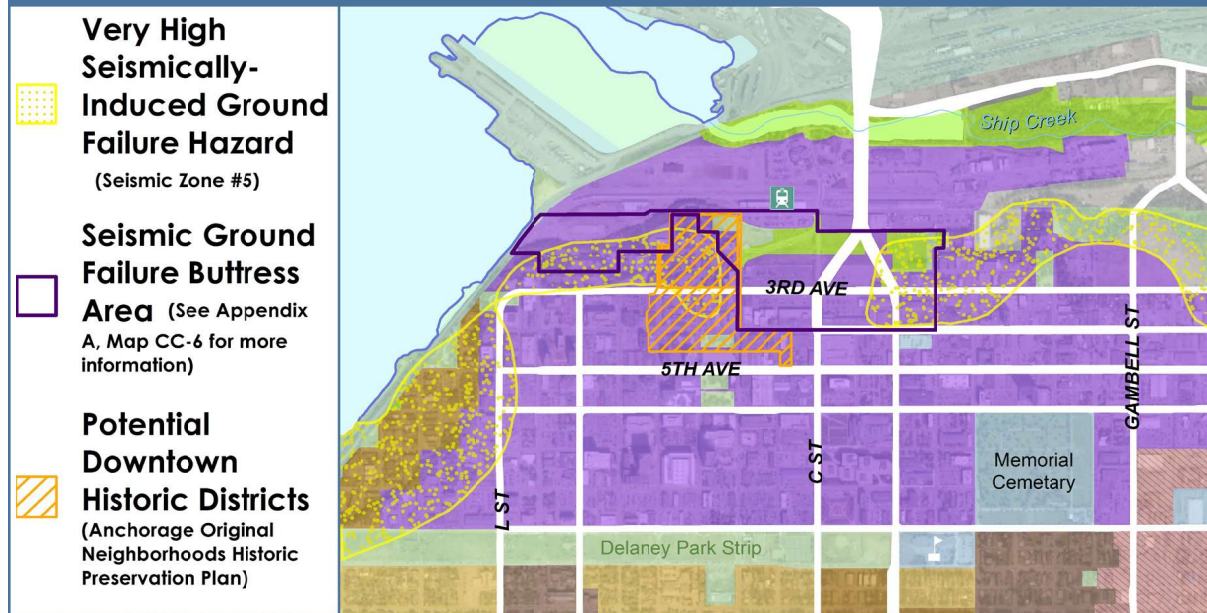 Very High
Seismically-
Induced Ground
Failure Hazard
(Seismic Zone #5)
Seismic Ground
Failure Buttress
Area (See Appendix
A, Map CC-6 for more
information)
Potential
Downtown
Historic Districts
(Anchorage Original
Neighborhoods Historic
Preservation Plan)
Ship Creek
3RD AVE
5TH AVE
L ST
C ST
GAMBELL ST
Memorial
Cemetary
Delaney Park Strip